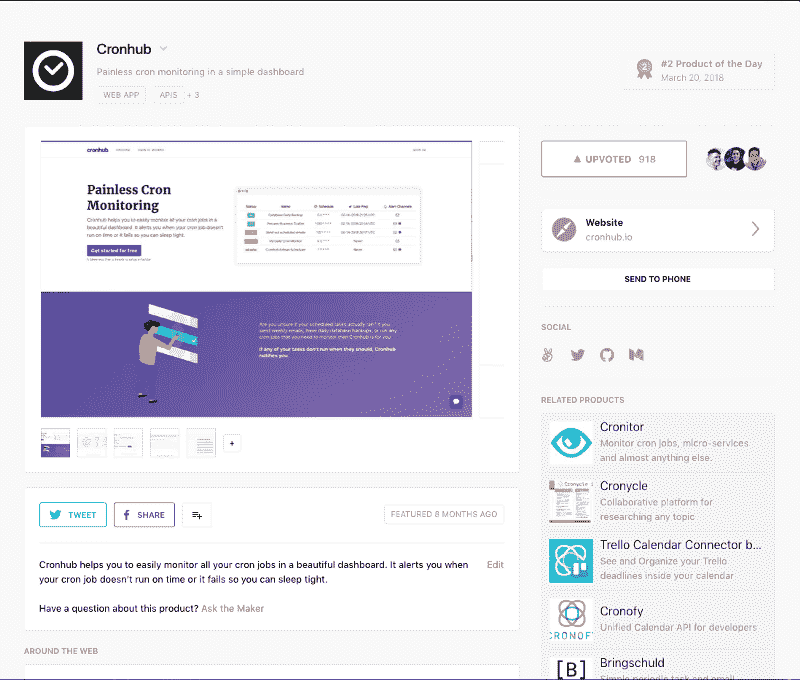 Cronhub
Painless cron monitoring in a simple dashboard
WEB APP
APIS
+ 3
#2 Product of the Day
March 20, 2018
cronhub.
Painless Cron
Monitoring
Cronhub helps you to easily monitor all your cron jobs in a
beautiful dashboard. It alerts you when your cron job doesn't
run on time or it fails so you can sleep tight.
Get started for free
Are you unsure if your scheduled tasks actually run? If you
send weekly emails, have daily database backups, or run any
cron jobs that you need to monitor then Cronhub is for you.
If any of your tasks don't run when they should, Cronhub
notifies you.
UPVOTED 918
Website
cronhub.io
SEND TO PHONE
SOCIAL
RELATED PRODUCTS
Cronitor
Monitor cron jobs, micro-services
and almost anything else.
Cronycle
Collaborative platform for
researching any topic
Trello Calendar Connector b...
See and Organize your Trello
deadlines inside your calendar
Cronofy
Unified Calendar API for developers
CRONOF
[B]
Bringschuld
Simple periodic task and email
TWEET
SHARE
FEATURED 8 MONTHS AGO
Cronhub helps you to easily monitor all your cron jobs in a beautiful dashboard. It alerts you when
your cron job doesn't run on time or it fails so you can sleep tight.
Edit
Have a question about this product? Ask the Maker
AROUND THE WEB